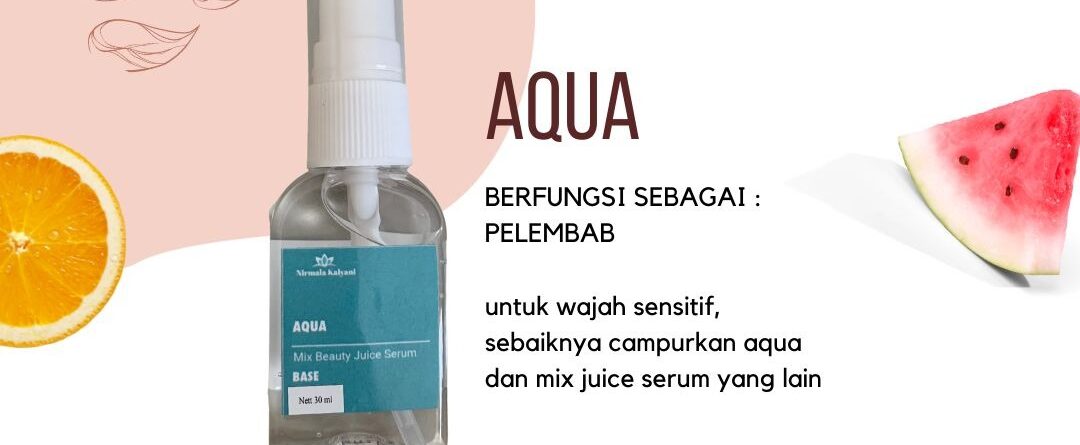 AQUA
BERFUNGSI SEBAGAI :
PELEMBAB
untuk wajah sensitif,
sebaiknya campurkan aqua
dan mix juice serum yang lain
Nirmala Kalyani
AQUA
Mix Beauty Juice Serum
BASE
Nett 30 ml